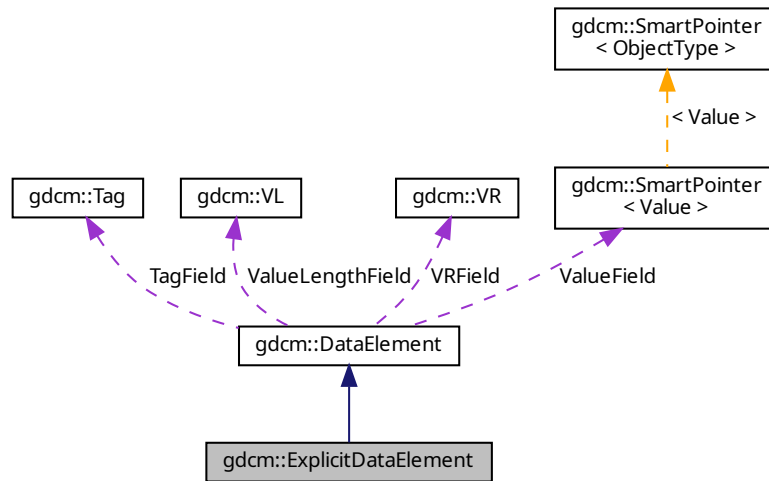 gdcm::SmartPointer
< ObjectType >
< Value >
gdcm::Tag
gdcm::VL
gdcm::VR
gdcm::SmartPointer
< Value >
TagField
ValueLengthField
VRField
ValueField
gdcm::DataElement
gdcm::ExplicitDataElement